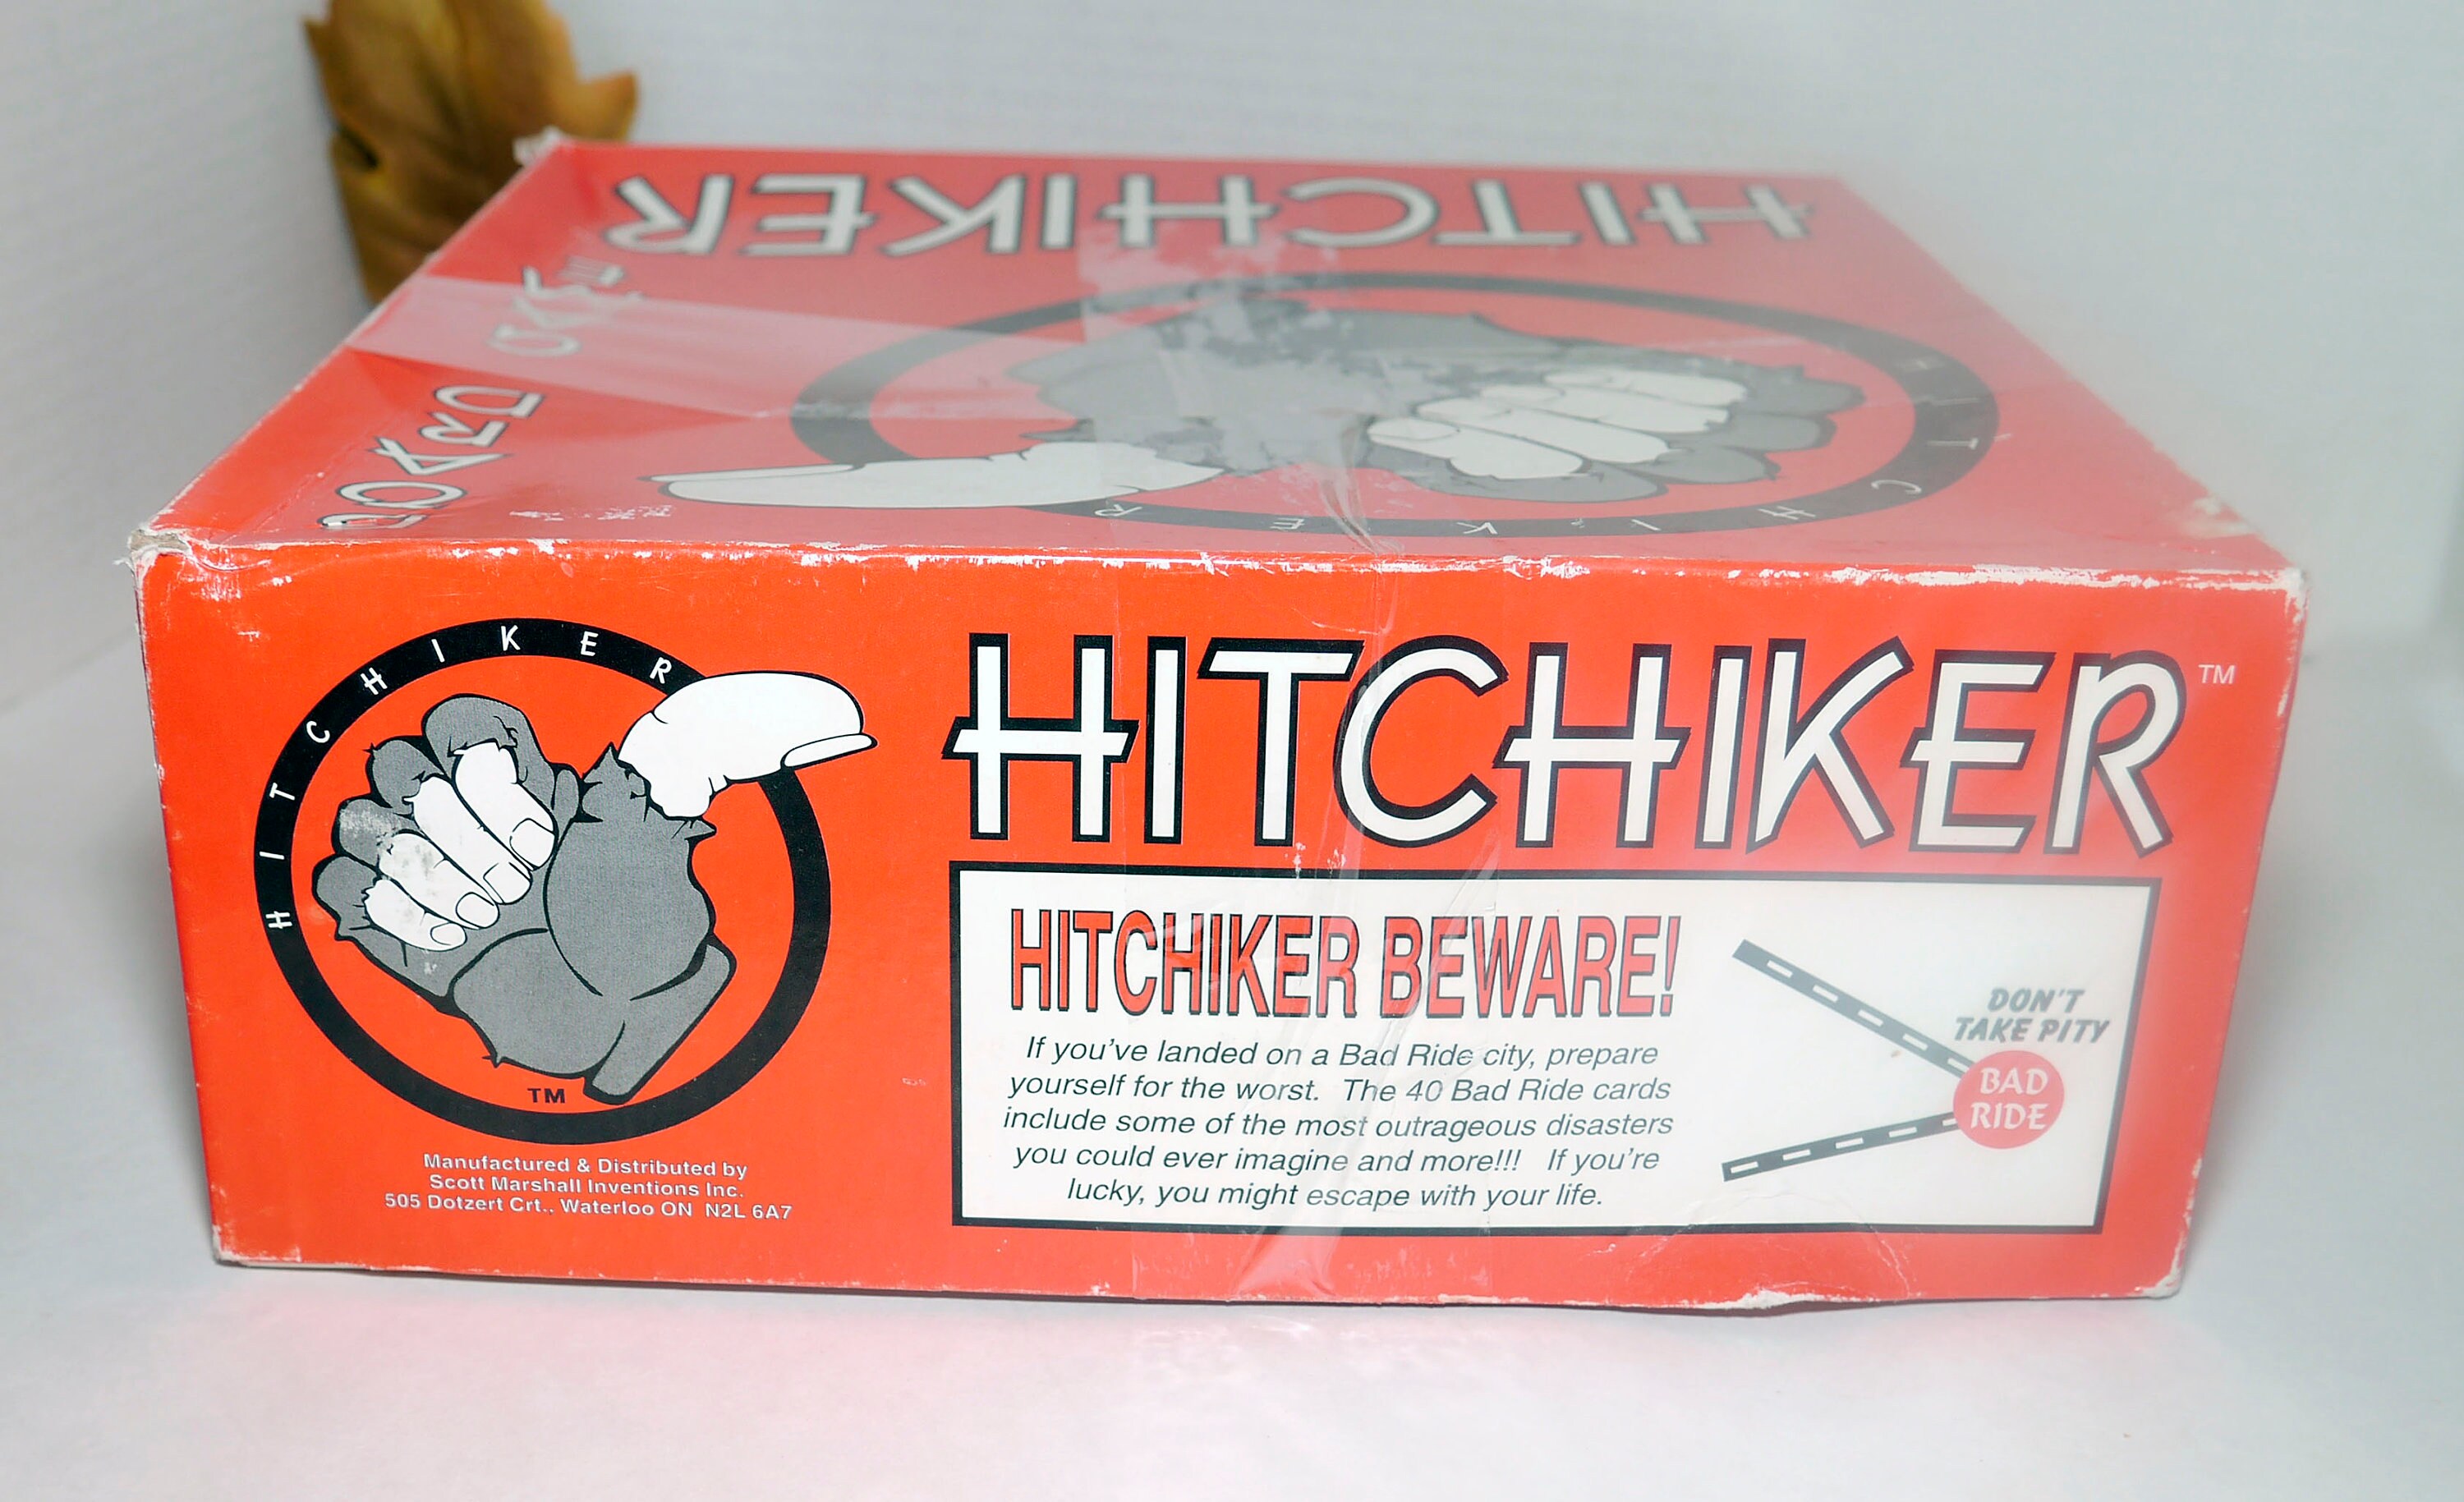 HITCHIKER
BOARD GAME™
HITCHIKER
HITCHIKER
TM
Manufactured & Distributed by
Scott Marshall Inventions Inc.
505 Dotzert Crt., Waterloo ON N2L 6A7
HITCHIKER™
HITCHIKER BEWARE!
If you've landed on a Bad Ride city, prepare
yourself for the worst. The 40 Bad Ride cards
include some of the most outrageous disasters
you could ever imagine and more!!! If you're
lucky, you might escape with your life.
DON'T
TAKE PITY
BAD
RIDE